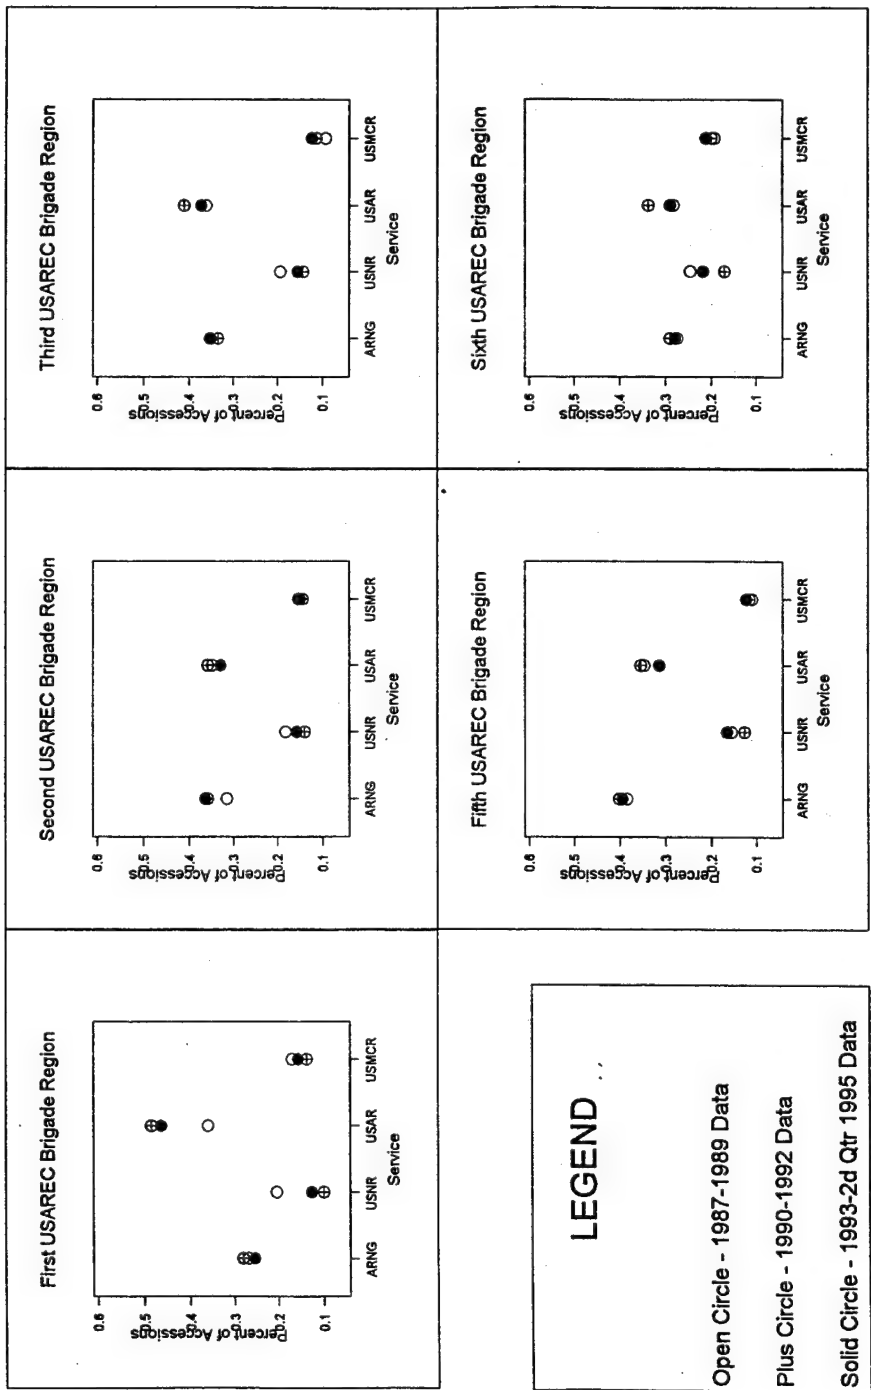 First USAREC Brigade Region
Percent of Accessions
0.6
0.5
0.4
0.3
0.2
0.1
ARNG USNR USAR USMCR
Service
Second USAREC Brigade Region
Percent of Accessions
0.6
0.5
0.4
0.3
0.2
0.1
ARNG USNR USAR USMCR
Service
Third USAREC Brigade Region
Percent of Accessions
0.6
0.5
0.4
0.3
0.2
0.1
ARNG USNR USAR USMCR
Service
LEGEND
Open Circle - 1987-1989 Data
Plus Circle - 1990-1992 Data
Solid Circle - 1993-2d Qtr 1995 Data
Fifth USAREC Brigade Region
Percent of Accessions
0.6
0.5
0.4
0.3
0.2
0.1
ARNG USNR USAR USMCR
Service
Sixth USAREC Brigade Region
Percent of Accessions
0.6
0.5
0.4
0.3
0.2
0.1
ARNG USNR USAR USMCR
Service